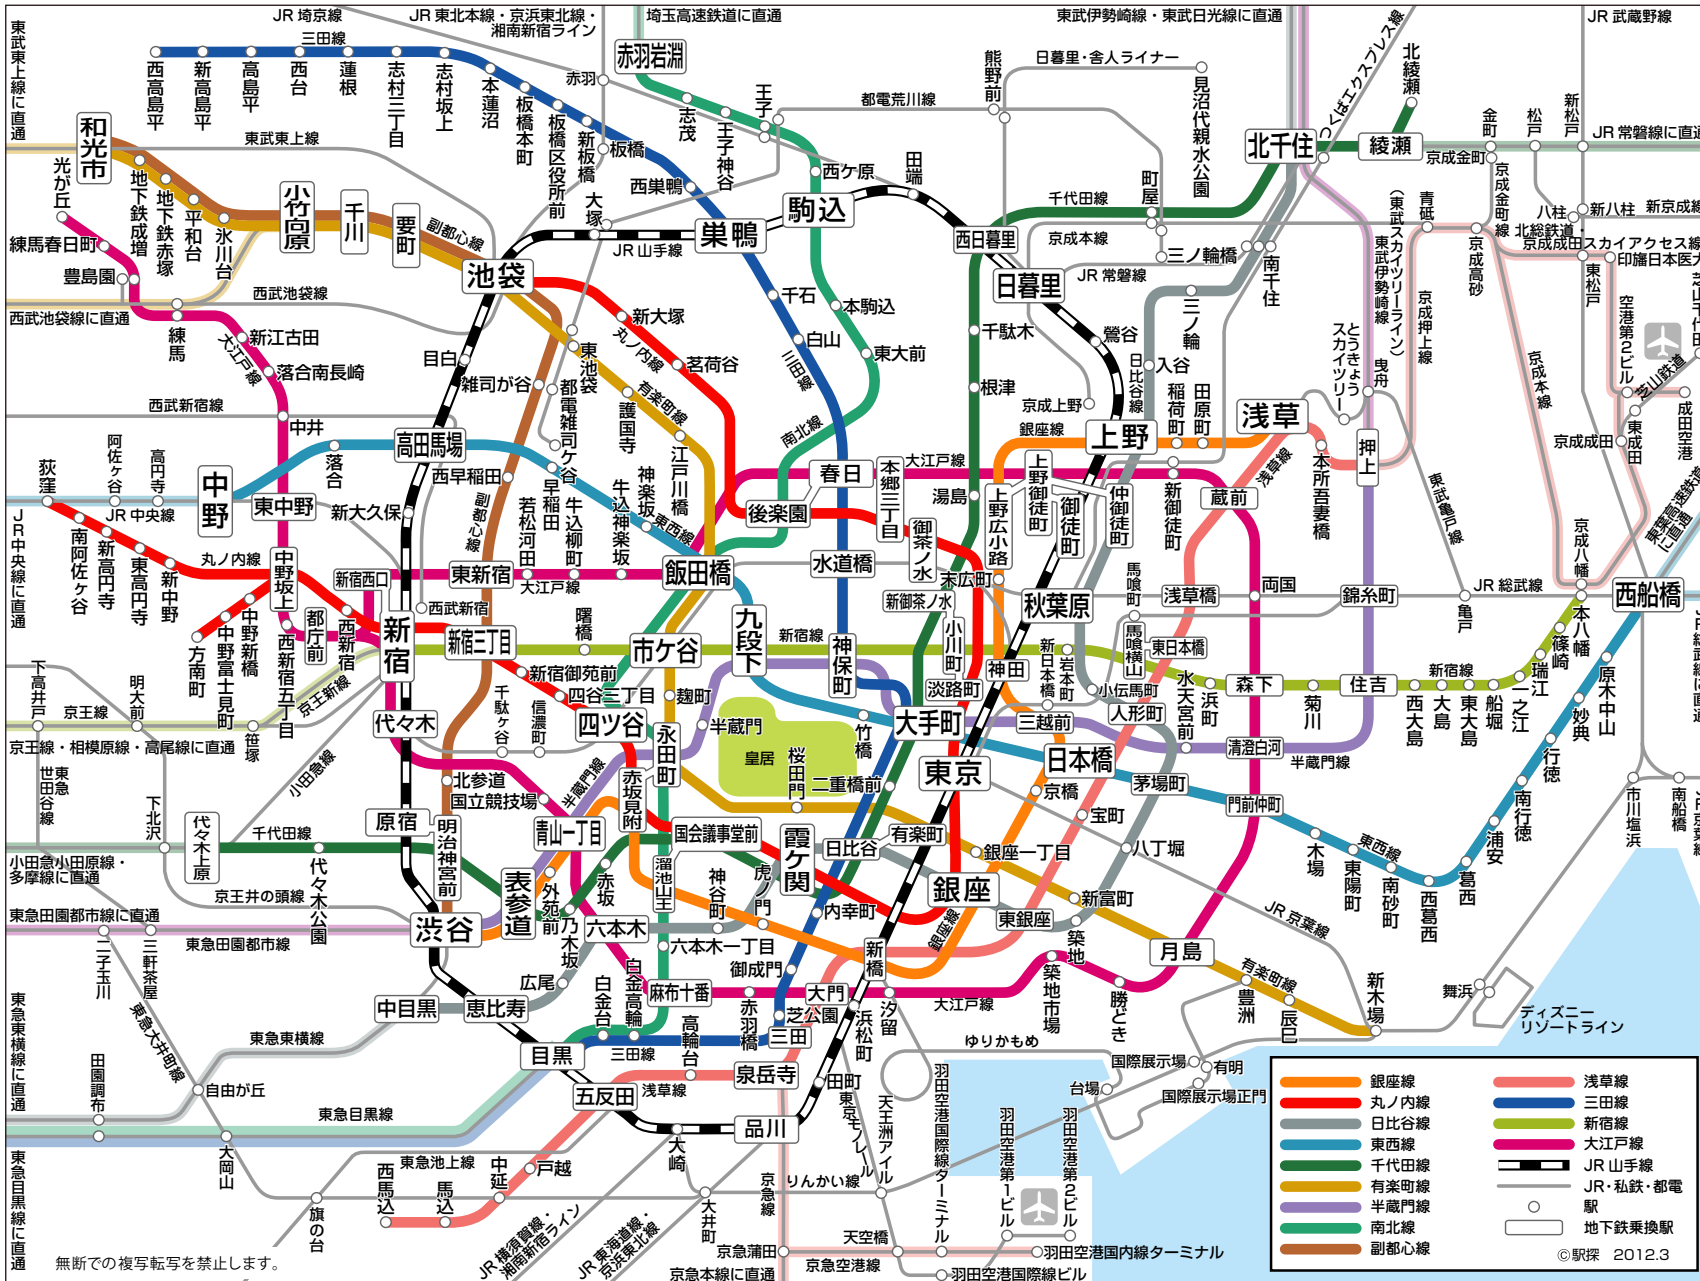 東武東上線に直通
JR 埼京線
JR 東北本線・京浜東北線・
湘南新宿ライン
埼玉高速鉄道に直通
東武伊勢崎線・東武日光線に直通
JR 武蔵野線
つくばエクスプレス線
三田線
西高島平
新高島平
高島平
西台
蓮根
志村三丁目
志村坂上
本蓮沼
板橋本町
板橋区役所前
新板橋
板橋
西巣鴨
巣鴨
赤羽
赤羽岩淵
志茂
王子神谷
王子
西ケ原
駒込
田端
都電荒川線
熊野前
日暮里・舎人ライナー
見沼代親水公園
町屋
千代田線
京成本線
JR 常磐線
三ノ輪橋
南千住
北千住
綾瀬
北綾瀬
金町
京成金町
京成金町線
松戸
新松戸
JR 常磐線に直通
八柱
新八柱
新京成線
北総鉄道・
京成成田スカイアクセス線
印旛日本医大
青砥
京成高砂
東松戸
空港第2ビル
芝山千代田
芝山鉄道
東成田
成田空港
京成成田
京成本線
(東武スカイツリーライン)
東武伊勢崎線
京成押上線
とうきょう
スカイツリー
曳舟
和光市
東武東上線
光が丘
地下鉄成増
地下鉄赤塚
平和台
氷川台
小竹向原
千川
要町
副都心線
池袋
大塚
JR 山手線
練馬春日町
豊島園
西武池袋線
西武池袋線に直通
練馬
新江古田
大江戸線
落合南長崎
西武新宿線
中井
目白
雑司が谷
東池袋
都電雑司ケ谷
新大塚
丸ノ内線
茗荷谷
有楽町線
護国寺
江戸川橋
千石
白山
三田線
本駒込
東大前
南北線
西日暮里
日暮里
千駄木
根津
湯島
鶯谷
京成上野
三ノ輪
入谷
日比谷線
稲荷町
田原町
浅草
銀座線
上野
荻窪
阿佐ケ谷
高円寺
JR 中央線
JR中央線に直通
南阿佐ケ谷
新高円寺
東高円寺
新中野
丸ノ内線
中野
落合
高田馬場
東中野
新大久保
西早稲田
副都心線
早稲田
若松河田
牛込柳町
牛込神楽坂
神楽坂
東西線
飯田橋
後楽園
春日
大江戸線
本郷三丁目
水道橋
御茶ノ水
新御茶ノ水
上野広小路
上野御徒町
御徒町
仲御徒町
新御徒町
蔵前
浅草線
本所吾妻橋
押上
東武亀戸線
京成八幡
東葉高速鉄道
に直通
西船橋
JR 総武線
JR総武線に直通
本八幡
中野坂上
中野新橋
中野富士見町
方南町
西新宿五丁目
都庁前
西新宿
新宿西口
新宿
西武新宿
東新宿
大江戸線
新宿三丁目
曙橋
新宿御苑前
四谷三丁目
四ツ谷
市ケ谷
麹町
半蔵門
永田町
九段下
新宿線
神保町
小川町
淡路町
末広町
秋葉原
神田
新日本橋
岩本町
小伝馬町
馬喰町
馬喰横山
東日本橋
浅草橋
両国
錦糸町
亀戸
浜町
森下
菊川
住吉
西大島
大島
東大島
船堀
一之江
瑞江
篠崎
新宿線
水天宮前
人形町
三越前
大手町
竹橋
二重橋前
桜田門
皇居
東京
日本橋
茅場町
清澄白河
半蔵門線
門前仲町
木場
東陽町
南砂町
西葛西
葛西
浦安
南行徳
行徳
妙典
原木中山
東西線
市川塩浜
南船橋
JR京葉線
下高井戸
京王線
明大前
京王新線
笹塚
京王線・相模原線・高尾線に直通
東急
世田谷線
小田急線
下北沢
代々木
千駄ケ谷
信濃町
北参道
国立競技場
半蔵門線
青山一丁目
赤坂見附
国会議事堂前
溜池山王
霞ケ関
日比谷
有楽町
京橋
宝町
銀座一丁目
八丁堀
銀座
東銀座
新富町
築地
銀座線
JR 京葉線
小田急小田原線・
多摩線に直通
千代田線
代々木上原
代々木公園
原宿
明治神宮前
京王井の頭線
東急田園都市線に直通
二子玉川
三軒茶屋
東急田園都市線
渋谷
表参道
外苑前
赤坂
乃木坂
六本木
神谷町
虎ノ門
六本木一丁目
内幸町
新橋
御成門
広尾
白金台
白金高輪
麻布十番
赤羽橋
大門
芝公園
三田
浜松町
汐留
築地市場
大江戸線
勝どき
月島
有楽町線
豊洲
辰巳
新木場
舞浜
ディズニー
リゾートライン
中目黒
恵比寿
目黒
三田線
高輪台
泉岳寺
五反田
浅草線
田町
東京モノレール
品川
大崎
東急東横線に直通
東急大井町線
東急東横線
田園調布
自由が丘
東急目黒線
大岡山
東急目黒線に直通
東急池上線
旗の台
西馬込
馬込
中延
戸越
JR 横須賀線・
湘南新宿ライン
JR 東海道線・
京浜東北線
大井町
りんかい線
京急線
京急蒲田
京急本線に直通
京急空港線
天空橋
天王洲アイル
羽田空港国際線ターミナル
羽田空港国内線ターミナル
羽田空港国際線ビル
羽田空港第1ビル
羽田空港第2ビル
ゆりかもめ
台場
国際展示場
有明
国際展示場正門
銀座線
丸ノ内線
日比谷線
東西線
千代田線
有楽町線
半蔵門線
南北線
副都心線
浅草線
三田線
新宿線
大江戸線
JR 山手線
JR・私鉄・都電
駅
地下鉄乗換駅
©駅探 2012.3
無断での複写転写を禁止します。